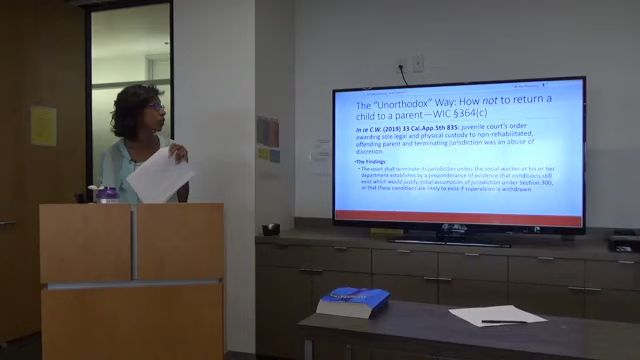 The "Unorthodox" Way: How not to return a
child to a parent—WIC §364(c)
In re C.W. (2019) 33 Cal.App.5th 835: juvenile court's order
awarding sole legal and physical custody to non-rehabilitated,
offending parent and terminating jurisdiction was an abuse of
discretion.
•The Findings:
The court shall terminate its jurisdiction unless the social worker or his or her
department establishes by a preponderance of evidence that conditions still
exist which would justify initial assumption of jurisdiction under Section 300,
or that those conditions are likely to exist if supervision is withdrawn.